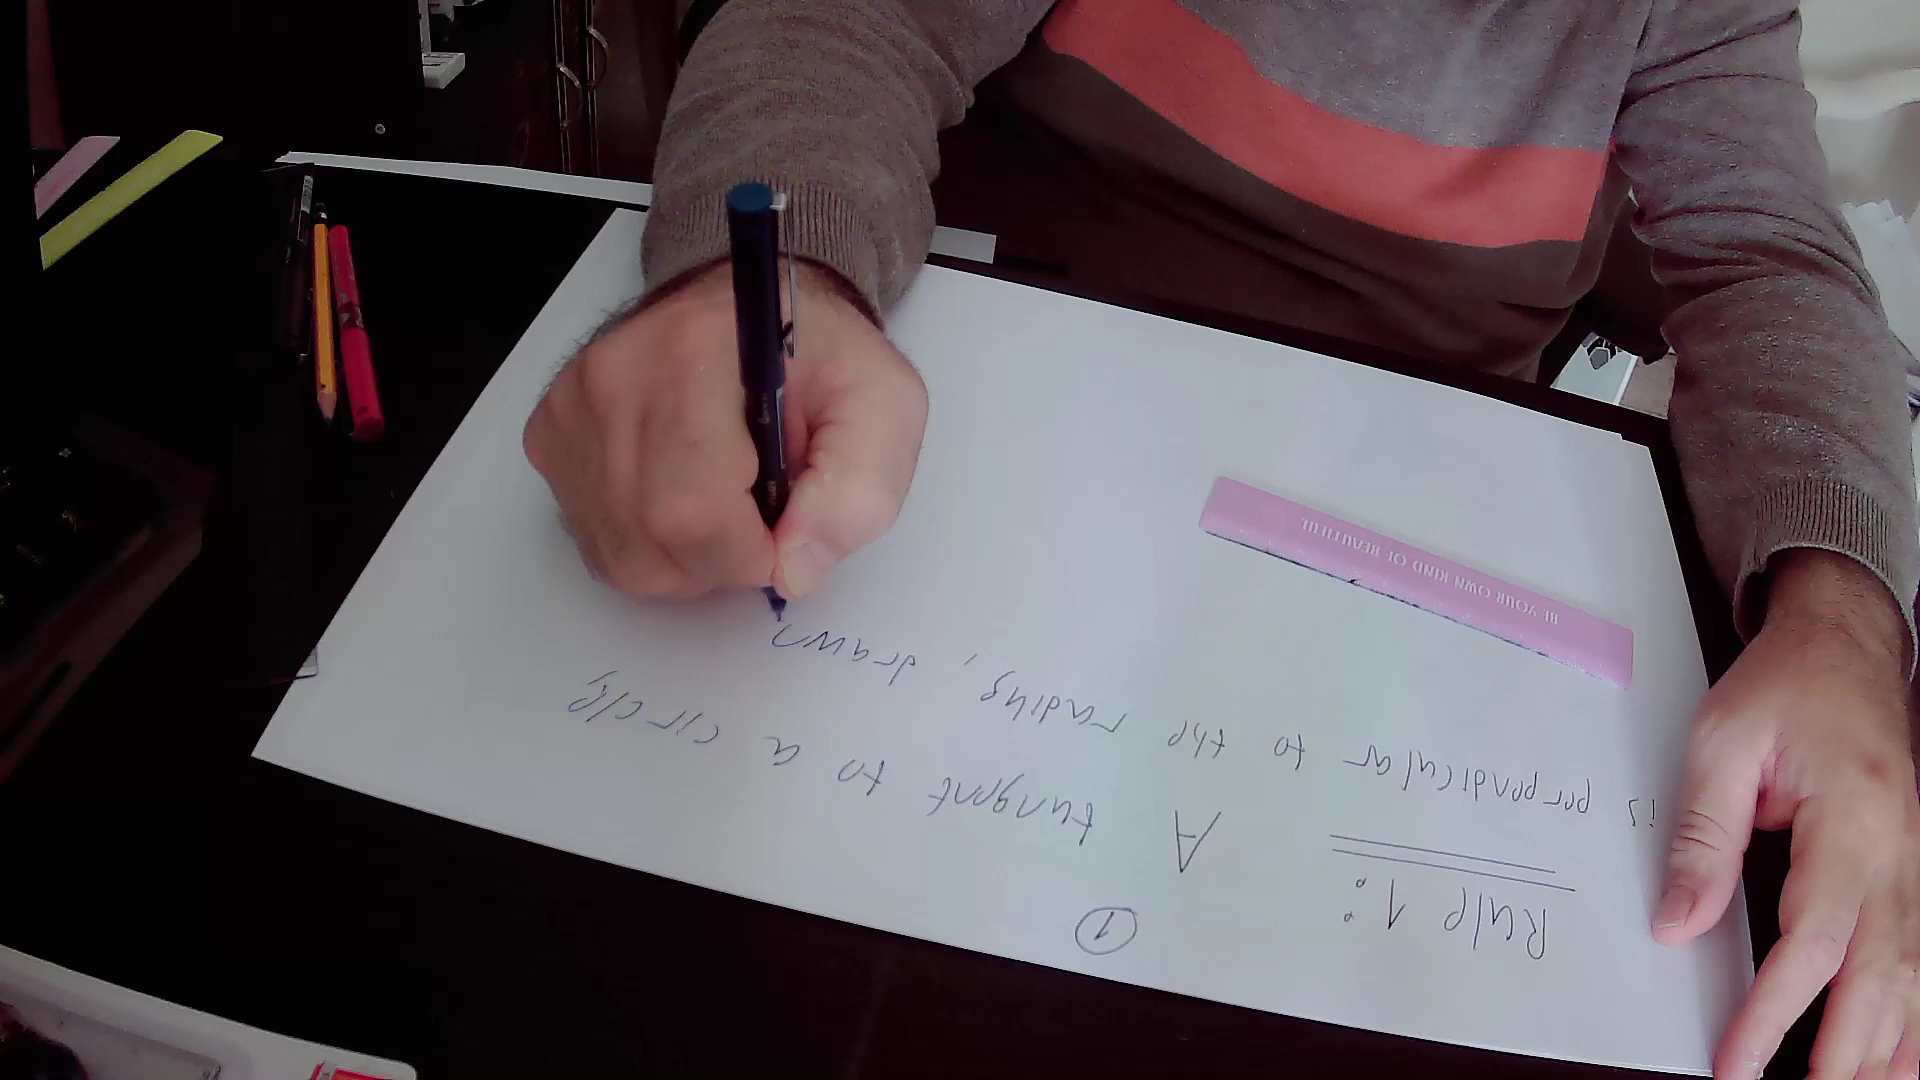 1
Rule 1:
A tangent to a circle
is perpendicular to the radius, drawn
BE YOUR OWN KIND OF BEAUTIFUL